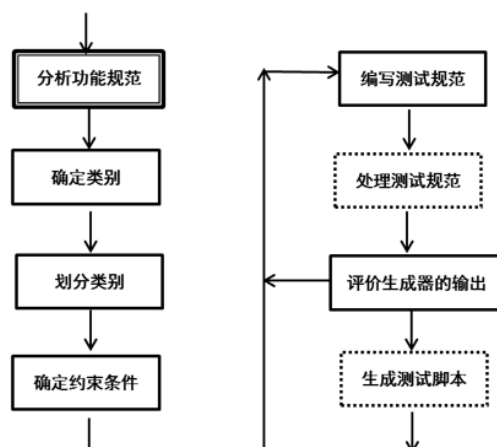 分析功能规范
确定类别
划分类别
确定约束条件
编写测试规范
处理测试规范
评价生成器的输出
生成测试脚本